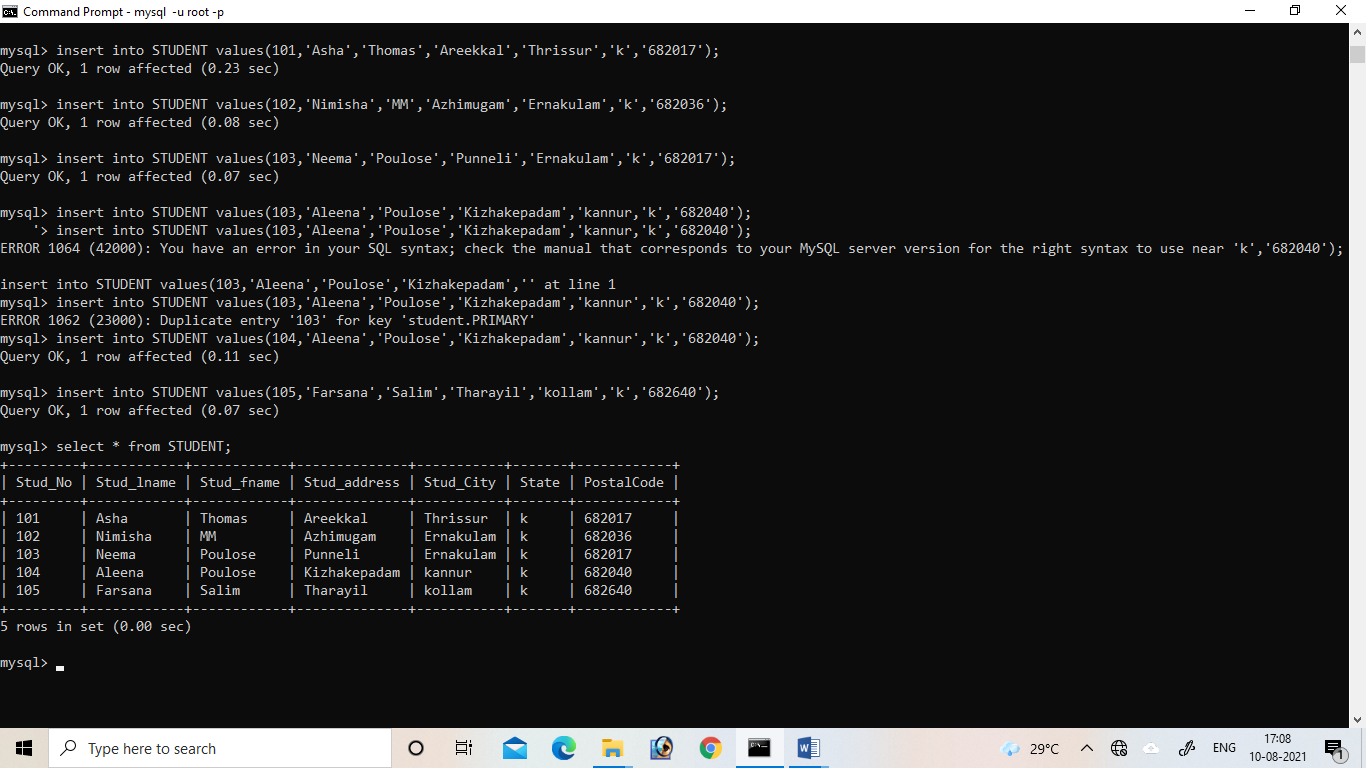 Command Prompt - mysql -u root -p
mysql> insert into STUDENT values(101,'Asha','Thomas','Areekkal','Thrissur','k','682017');
Query OK, 1 row affected (0.23 sec)
mysql> insert into STUDENT values(102,'Nimisha','MM','Azhimugam','Ernakulam','k','682036');
Query OK, 1 row affected (0.08 sec)
mysql> insert into STUDENT values(103,'Neema','Poulose','Punneli','Ernakulam','k','682017');
Query OK, 1 row affected (0.07 sec)
mysql> insert into STUDENT values(103,'Aleena','Poulose','Kizhakepadam','kannur,'k','682040');
    '> insert into STUDENT values(103,'Aleena','Poulose','Kizhakepadam','kannur,'k','682040');
ERROR 1064 (42000): You have an error in your SQL syntax; check the manual that corresponds to your MySQL server version for the right syntax to use near 'k','682040');
insert into STUDENT values(103,'Aleena','Poulose','Kizhakepadam','' at line 1
mysql> insert into STUDENT values(103,'Aleena','Poulose','Kizhakepadam','kannur','k','682040');
ERROR 1062 (23000): Duplicate entry '103' for key 'student.PRIMARY'
mysql> insert into STUDENT values(104,'Aleena','Poulose','Kizhakepadam','kannur','k','682040');
Query OK, 1 row affected (0.11 sec)
mysql> insert into STUDENT values(105,'Farsana','Salim','Tharayil','kollam','k','682640');
Query OK, 1 row affected (0.07 sec)
mysql> select * from STUDENT;
+---------+------------+------------+--------------+-----------+-------+------------+
| Stud_No | Stud_lname | Stud_fname | Stud_address | Stud_City | State | PostalCode |
+---------+------------+------------+--------------+-----------+-------+------------+
| 101     | Asha       | Thomas     | Areekkal     | Thrissur  | k     | 682017     |
| 102     | Nimisha    | MM         | Azhimugam    | Ernakulam | k     | 682036     |
| 103     | Neema      | Poulose    | Punneli      | Ernakulam | k     | 682017     |
| 104     | Aleena     | Poulose    | Kizhakepadam | kannur    | k     | 682040     |
| 105     | Farsana    | Salim      | Tharayil     | kollam    | k     | 682640     |
+---------+------------+------------+--------------+-----------+-------+------------+
5 rows in set (0.00 sec)
mysql>
Type here to search
29°C
ENG
17:08
10-08-2021
1